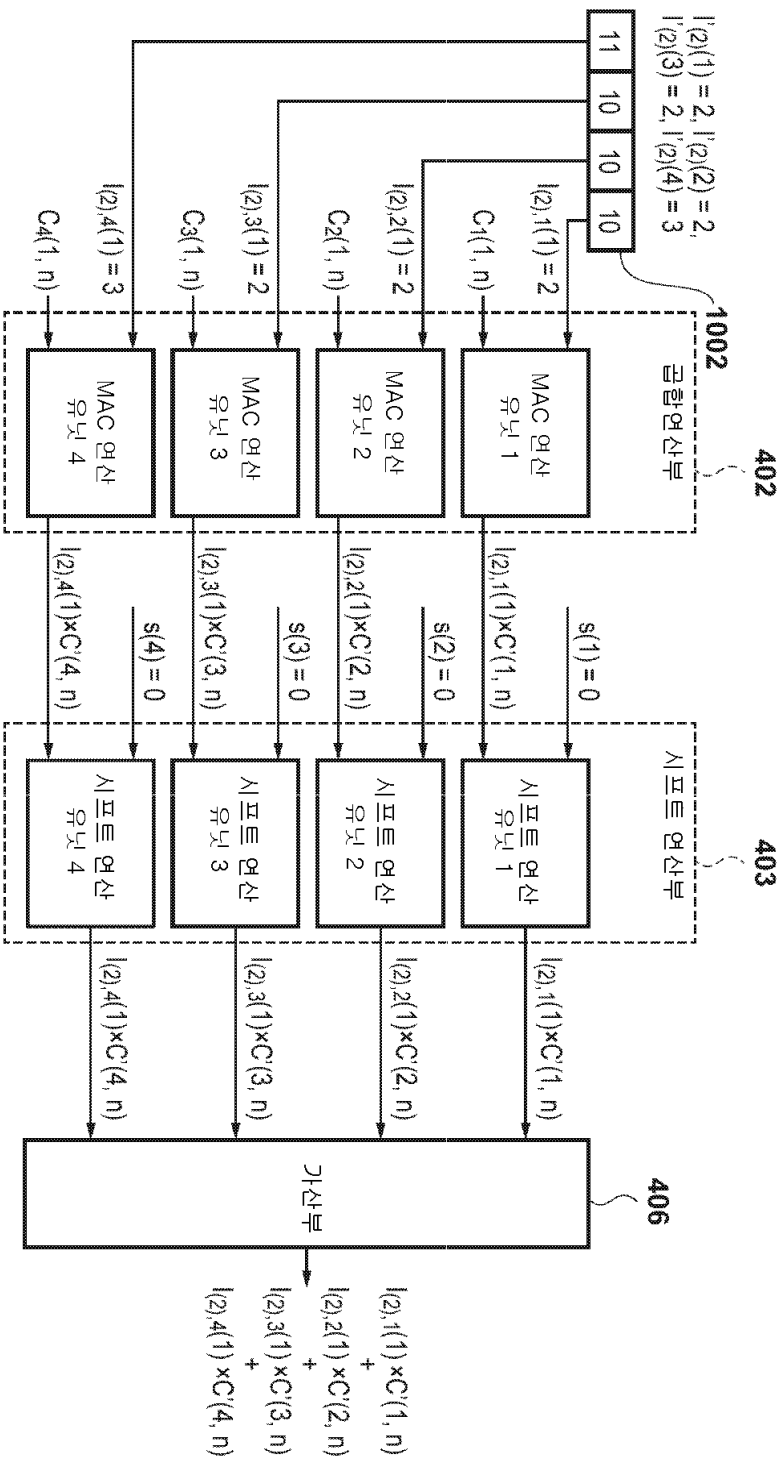 402
403
I'(2)(1) = 2, I'(2)(2) = 2,
I'(2)(3) = 2, I'(2)(4) = 3
1002
곱합연산부
시프트 연산부
406
11 10 10 10
I(2),1(1) = 2
C1(1, n)
MAC 연산
유닛 1
s(1) = 0
I(2),1(1)×C'(1, n)
시프트 연산
유닛 1
I(2),1(1)×C'(1, n)
I(2),2(1) = 2
C2(1, n)
MAC 연산
유닛 2
s(2) = 0
I(2),2(1)×C'(2, n)
시프트 연산
유닛 2
I(2),2(1)×C'(2, n)
I(2),3(1) = 2
C3(1, n)
MAC 연산
유닛 3
s(3) = 0
I(2),3(1)×C'(3, n)
시프트 연산
유닛 3
I(2),3(1)×C'(3, n)
I(2),4(1) = 3
C4(1, n)
MAC 연산
유닛 4
s(4) = 0
I(2),4(1)×C'(4, n)
시프트 연산
유닛 4
I(2),4(1)×C'(4, n)
가산부
I(2),1(1) ×C'(1, n)
+
I(2),2(1) ×C'(2, n)
+
I(2),3(1) ×C'(3, n)
+
I(2),4(1) ×C'(4, n)